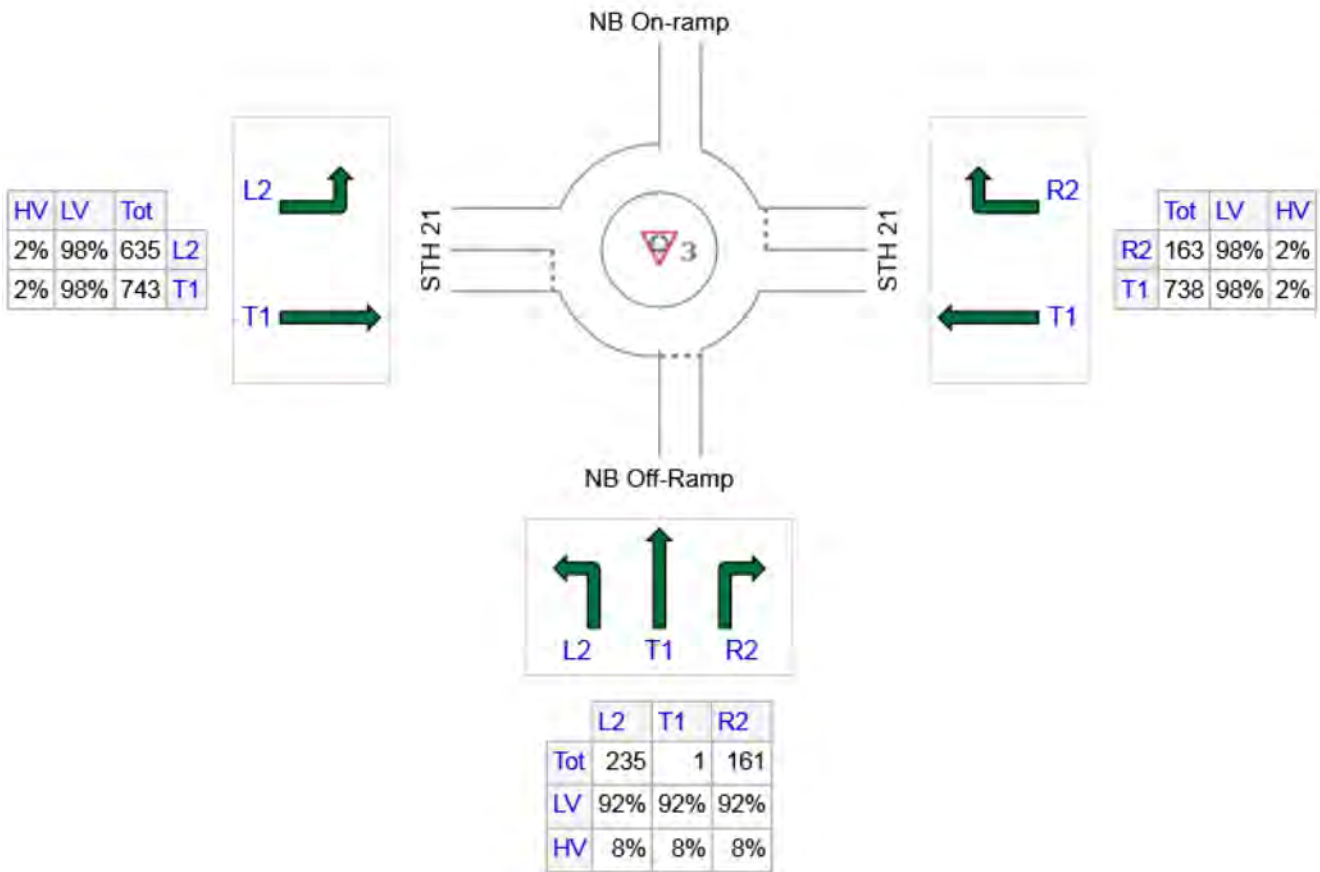 NB On-ramp
L2
T1
HV LV Tot
2% 98% 635 L2
2% 98% 743 T1
STH 21
3
STH 21
R2
T1
Tot LV HV
R2 163 98% 2%
T1 738 98% 2%
NB Off-Ramp
L2 T1 R2
L2 T1 R2
Tot 235 1 161
LV 92% 92% 92%
HV 8% 8% 8%